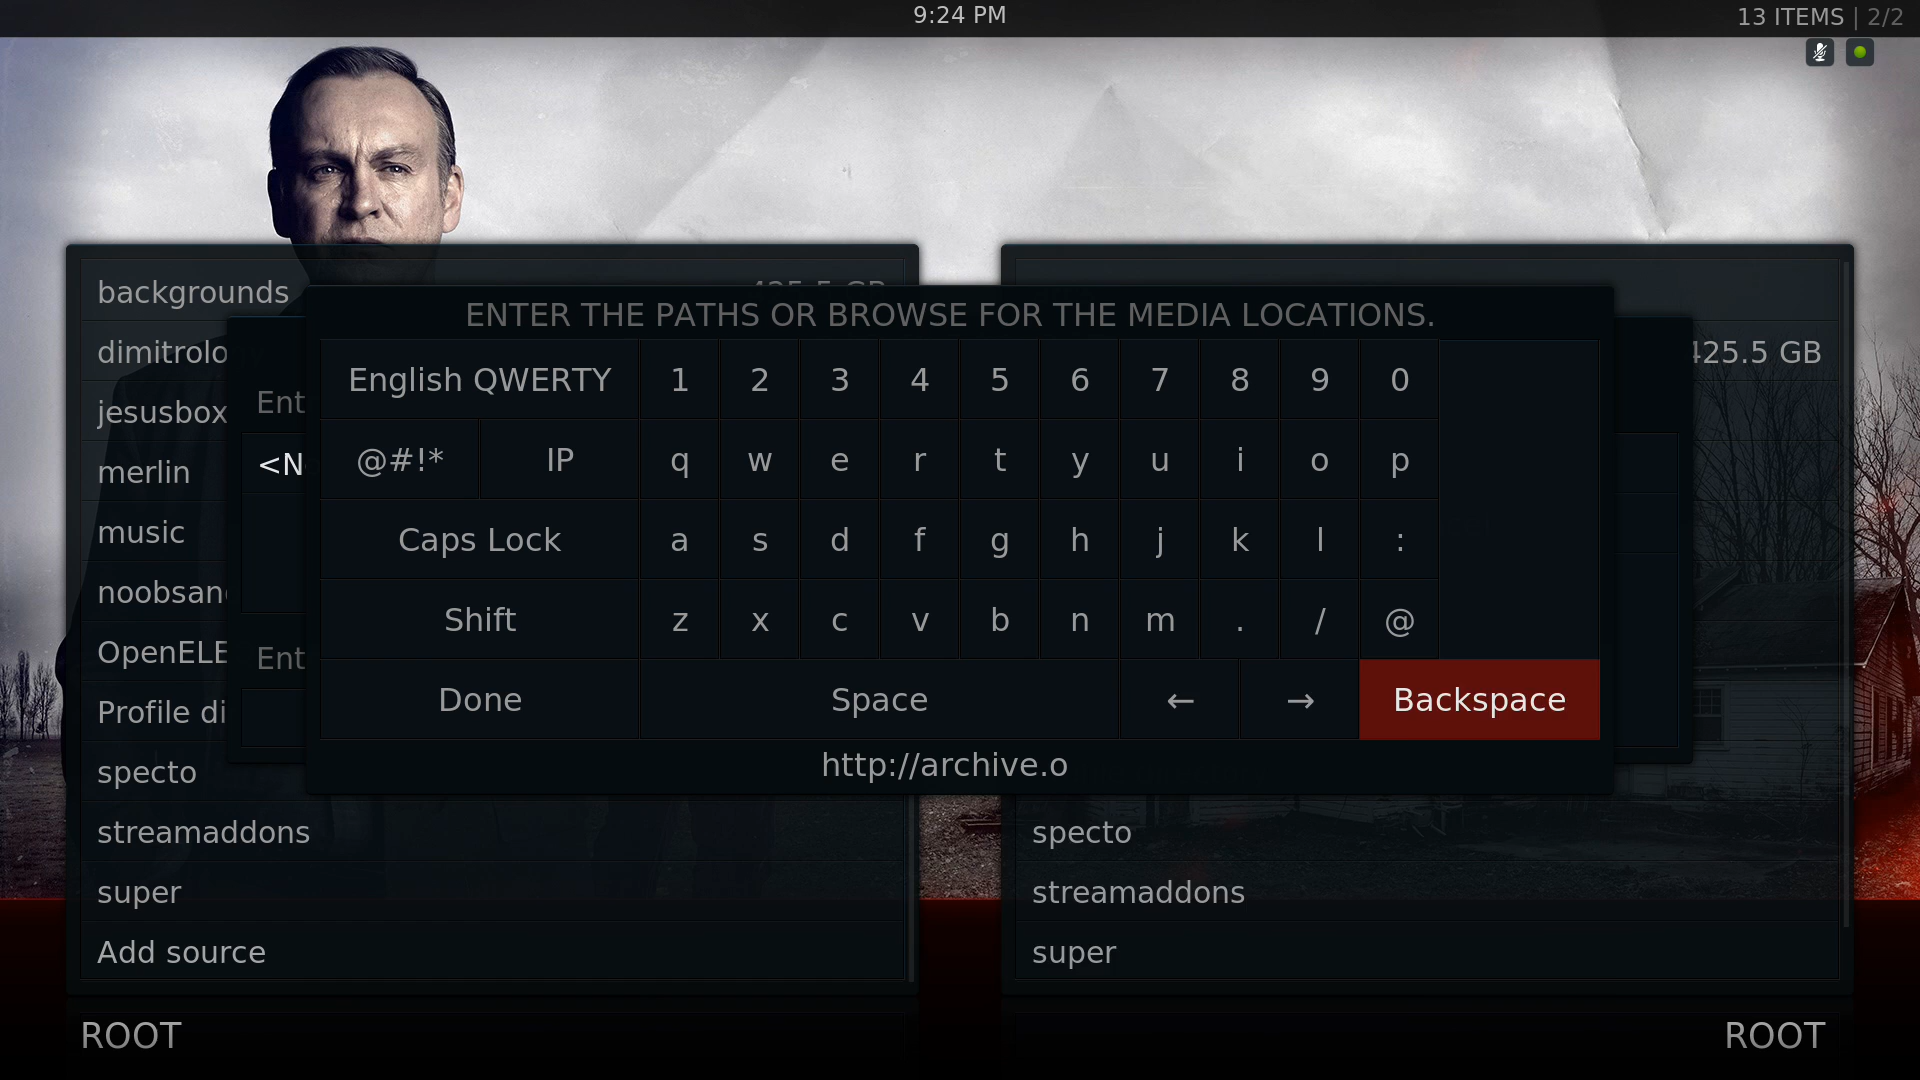 9:24 PM
13 ITEMS | 2/2
backgrounds 425.5 GB
dimitrolo
jesusbox
merlin
music
noobsan
OpenELE
Profile di
specto
streamaddons
super
Add source
Ent
<N
Ent
ENTER THE PATHS OR BROWSE FOR THE MEDIA LOCATIONS.
English QWERTY 1 2 3 4 5 6 7 8 9 0
@#!* IP q w e r t y u i o p
Caps Lock a s d f g h j k l :
Shift z x c v b n m . / @
Done Space ← → Backspace
http://archive.o
425.5 GB
specto
streamaddons
super
ROOT
ROOT